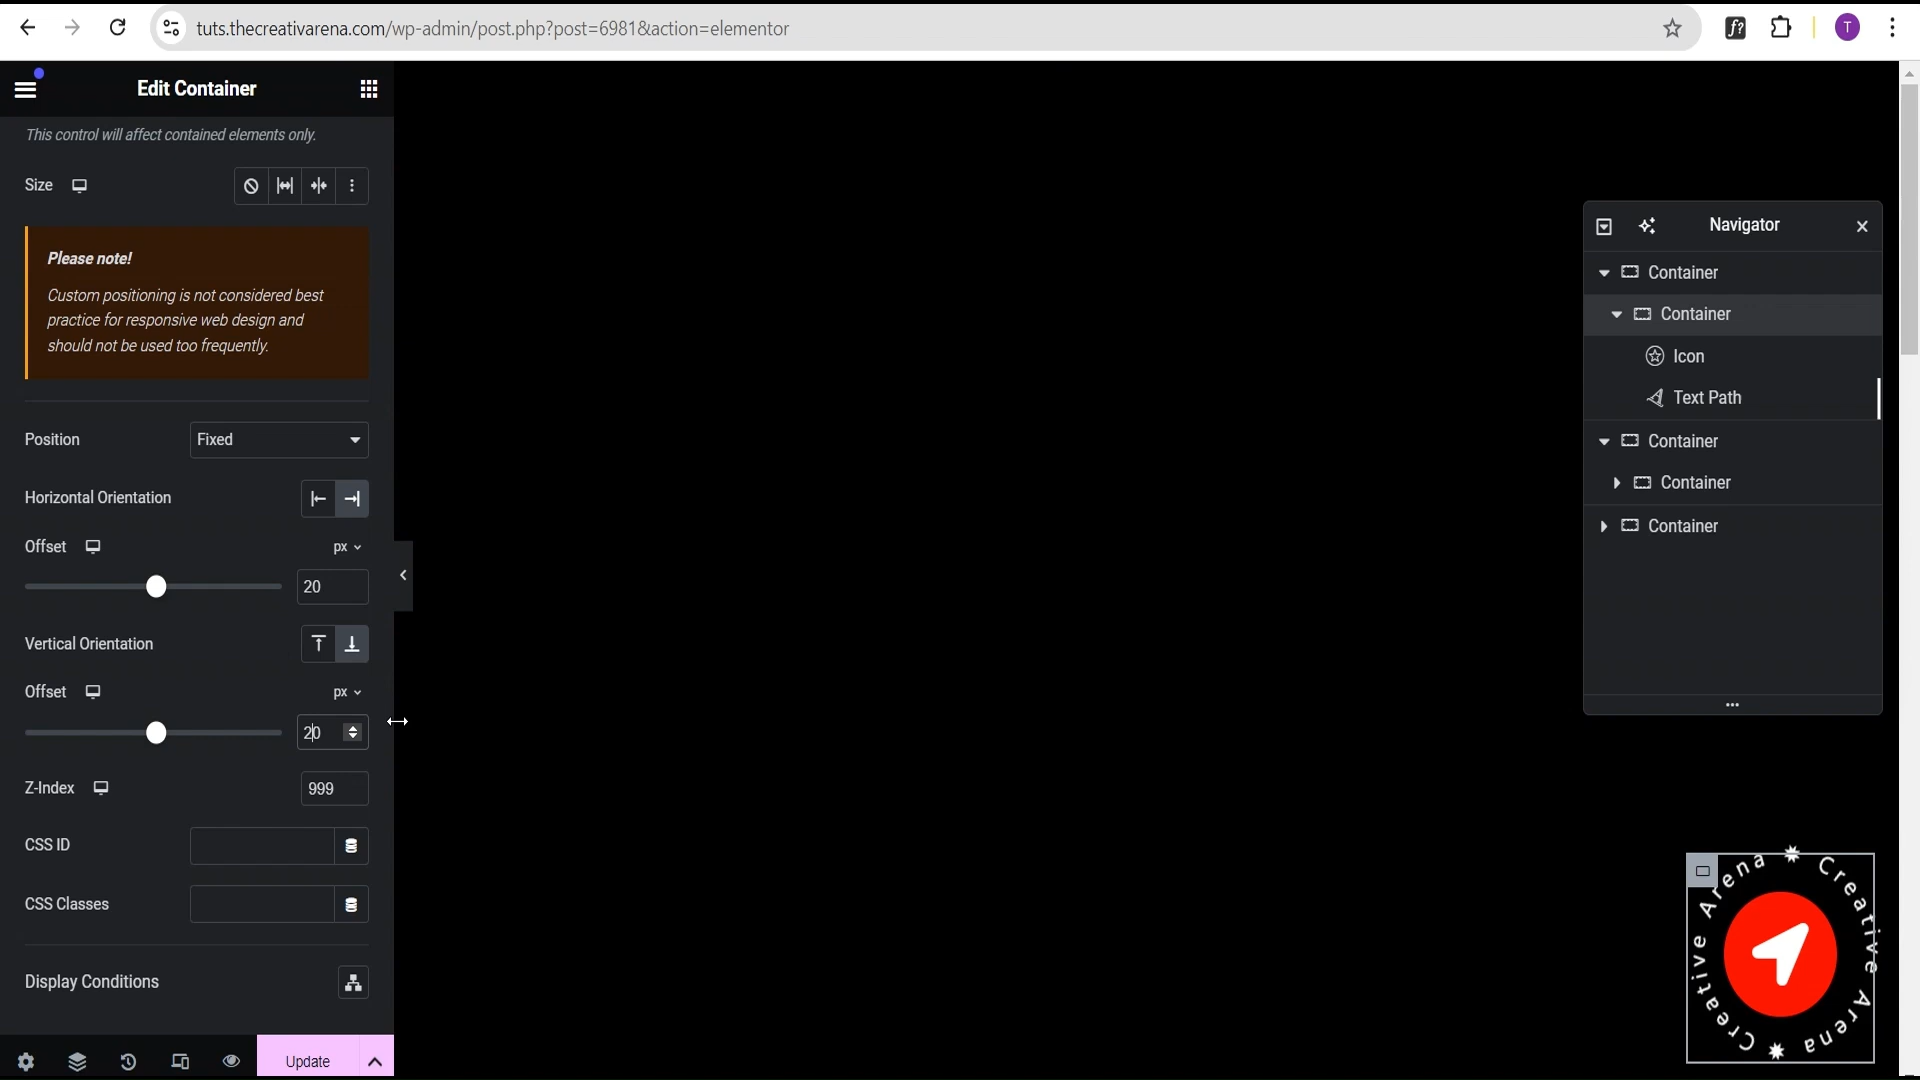 tuts.thecreativarena.com/wp-admin/post.php?post=6981&action=elementor
f?
T
Edit Container
This control will affect contained elements only.
Size
Please note!
Custom positioning is not considered best
practice for responsive web design and
should not be used too frequently.
Position
Fixed
Horizontal Orientation
Offset
px
20
Vertical Orientation
Offset
px
20
Z-Index
999
CSS ID
CSS Classes
Display Conditions
Update
Navigator
Container
Container
Icon
Text Path
Container
Container
Container
Creative Arena ✸ Creative Arena ✸